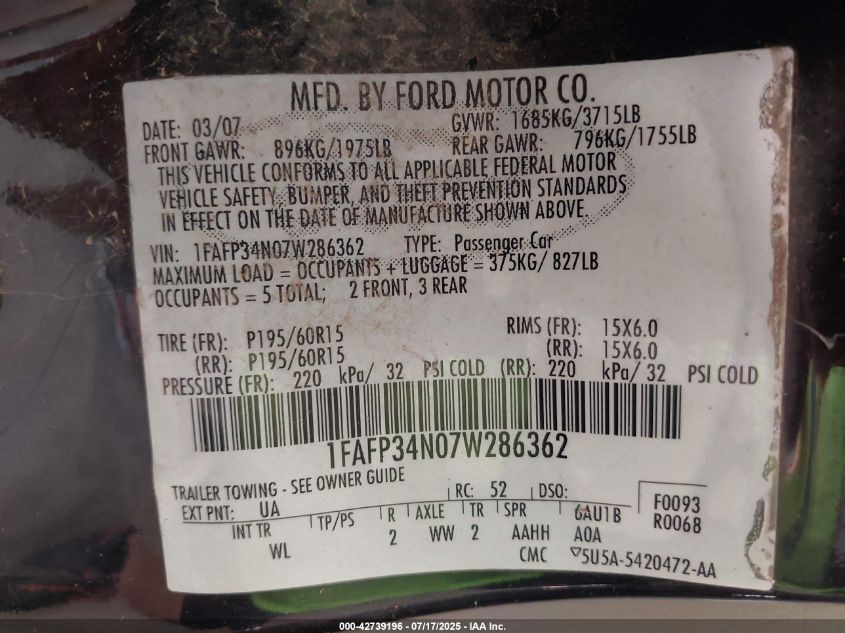 MFD. BY FORD MOTOR CO.
DATE: 03/07 GVWR: 1685KG/3715LB
FRONT GAWR: 896KG/1975LB REAR GAWR: 796KG/1755LB
THIS VEHICLE CONFORMS TO ALL APPLICABLE FEDERAL MOTOR
VEHICLE SAFETY, BUMPER, AND THEFT PREVENTION STANDARDS
IN EFFECT ON THE DATE OF MANUFACTURE SHOWN ABOVE.
VIN: 1FAFP34N07W286362 TYPE: Passenger Car
MAXIMUM LOAD = OCCUPANTS + LUGGAGE = 375KG/ 827LB
OCCUPANTS = 5 TOTAL; 2 FRONT, 3 REAR
TIRE (FR): P195/60R15 RIMS (FR): 15X6.0
(RR): P195/60R15 (RR): 15X6.0
PRESSURE (FR): 220 kPa/ 32 PSI COLD (RR): 220 kPa/ 32 PSI COLD
1FAFP34N07W286362
TRAILER TOWING - SEE OWNER GUIDE
EXT PNT: UA RC: 52 DSO: F0093
INT TR TP/PS R AXLE TR SPR 6AU1B R0068
WL 2 WW 2 AAHH A0A
CMC 5U5A-5420472-AA
000-42739196 - 07/17/2025 - IAA Inc.